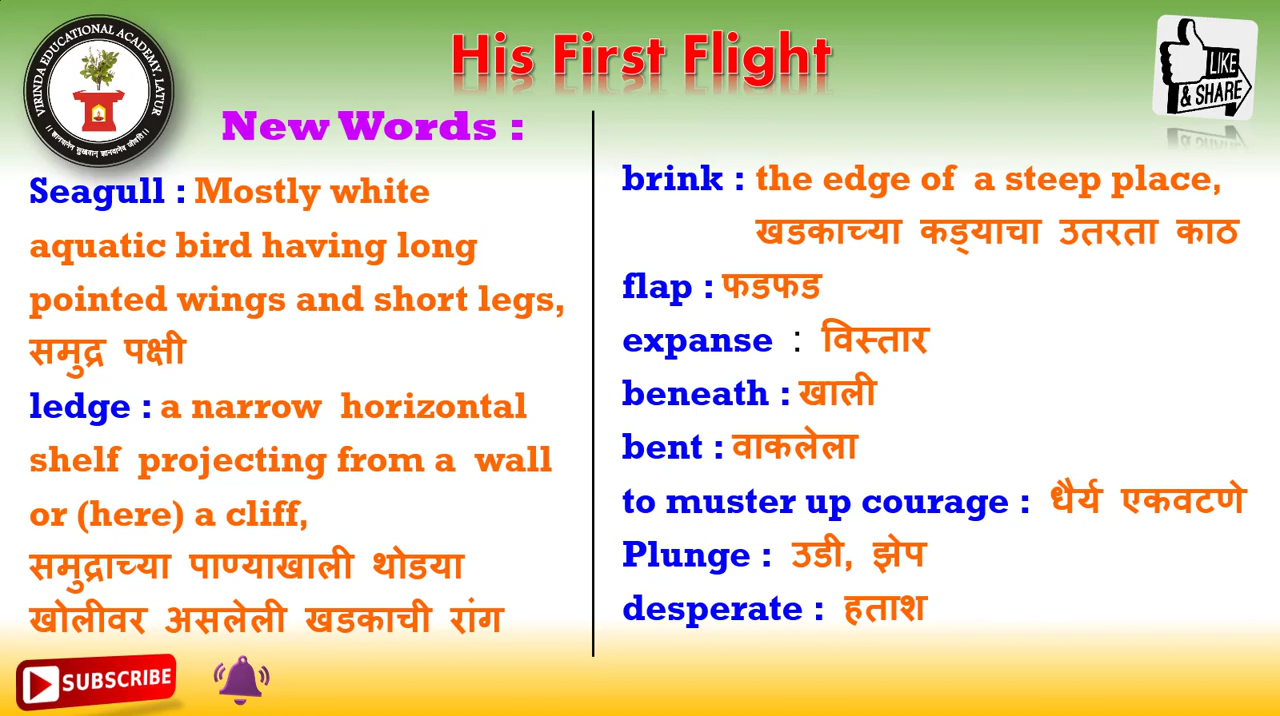 His First Flight
VIRINDA EDUCATIONAL ACADEMY, LATUR
LIKE
& SHARE
New Words :
Seagull : Mostly white
aquatic bird having long
pointed wings and short legs,
समुद्र पक्षी
ledge : a narrow horizontal
shelf projecting from a wall
or (here) a cliff,
समुद्राच्या पाण्याखाली थोडया
खोलीवर असलेली खडकाची रांग
brink : the edge of a steep place,
खडकाच्या कड्याचा उतरता काठ
flap : फडफड
expanse : विस्तार
beneath : खाली
bent : वाकलेला
to muster up courage : धैर्य एकवटणे
Plunge : उडी, झेप
desperate : हताश
SUBSCRIBE